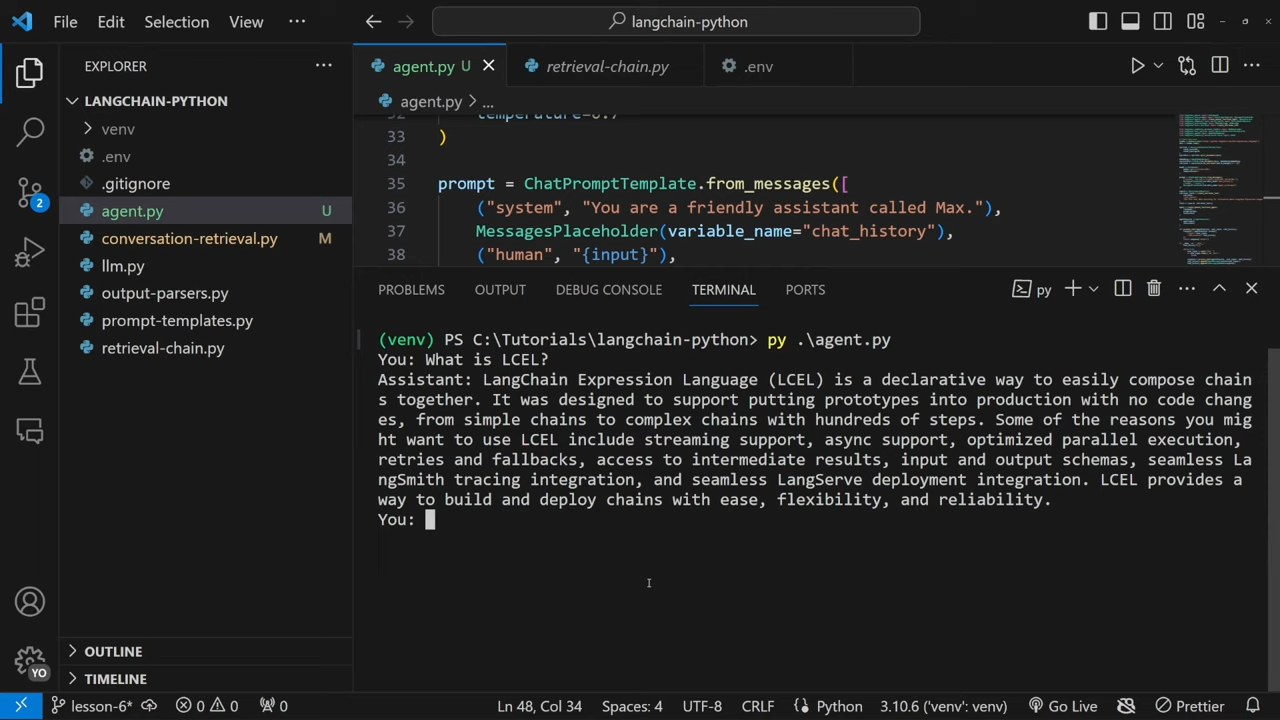 File Edit Selection View ··· langchain-python
EXPLORER ···
LANGCHAIN-PYTHON
venv
.env
.gitignore
agent.py U
conversation-retrieval.py M
llm.py
output-parsers.py
prompt-templates.py
retrieval-chain.py
OUTLINE
TIMELINE
2
YO
agent.py U retrieval-chain.py .env
agent.py > ...
32 temperature=0.7
33 )
34
35 prompt = ChatPromptTemplate.from_messages([
36 ("system", "You are a friendly assistant called Max."),
37 MessagesPlaceholder(variable_name="chat_history"),
38 ("human", "{input}"),
PROBLEMS OUTPUT DEBUG CONSOLE TERMINAL PORTS py
(venv) PS C:\Tutorials\langchain-python> py .\agent.py
You: What is LCEL?
Assistant: LangChain Expression Language (LCEL) is a declarative way to easily compose chain
s together. It was designed to support putting prototypes into production with no code chang
es, from simple chains to complex chains with hundreds of steps. Some of the reasons you mig
ht want to use LCEL include streaming support, async support, optimized parallel execution,
retries and fallbacks, access to intermediate results, input and output schemas, seamless La
ngSmith tracing integration, and seamless LangServe deployment integration. LCEL provides a
way to build and deploy chains with ease, flexibility, and reliability.
You:
lesson-6* 0 0 0 Ln 48, Col 34 Spaces: 4 UTF-8 CRLF Python 3.10.6 ('venv': venv) Go Live Prettier